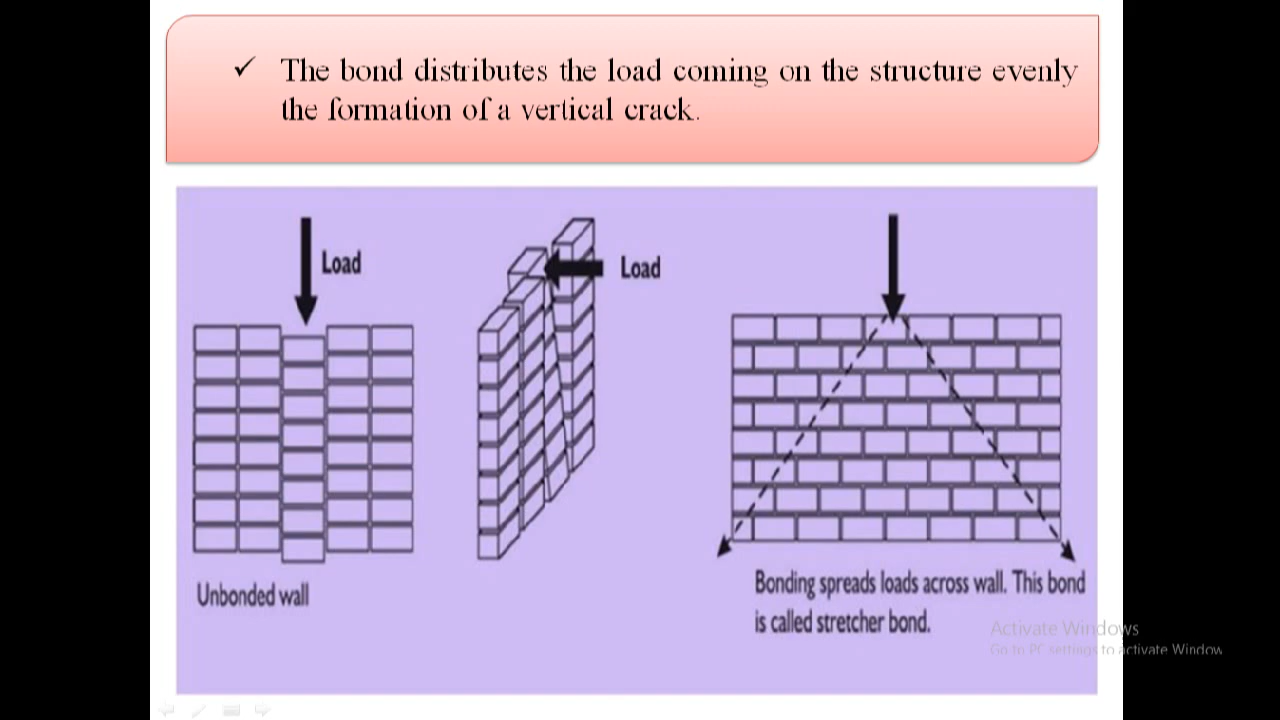 ✓ The bond distributes the load coming on the structure evenly
the formation of a vertical crack.
Load
Load
Unbonded wall
Bonding spreads loads across wall. This bond
is called stretcher bond.
Activate Windows
Go to PC settings to activate Window